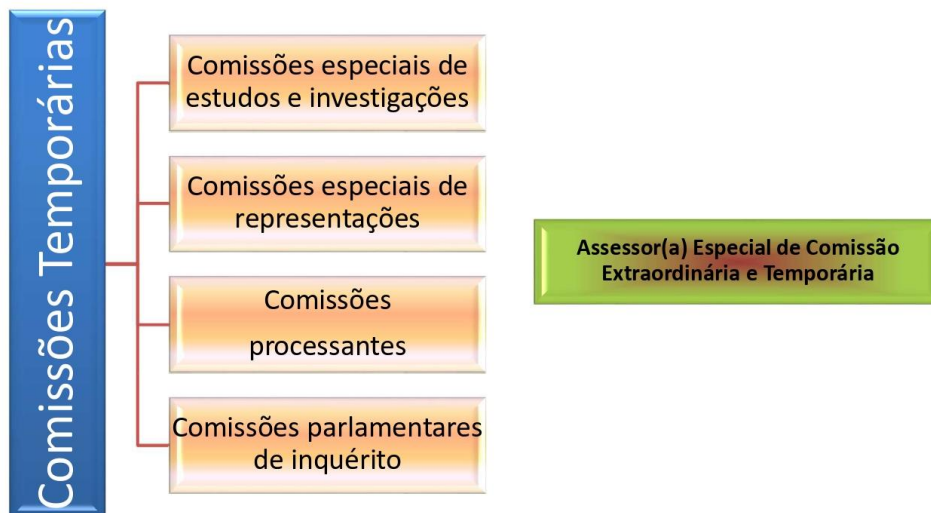 Comissões Temporárias
Comissões especiais de
estudos e investigações
Comissões especiais de
representações
Comissões
processantes
Comissões parlamentares
de inquérito
Assessor(a) Especial de Comissão
Extraordinária e Temporária